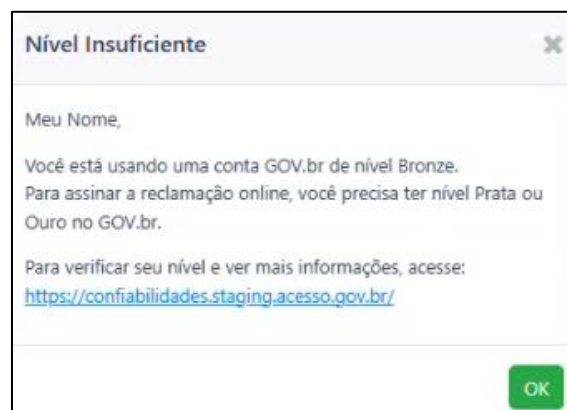 Nível Insuficiente
Meu Nome,
Você está usando uma conta GOV.br de nível Bronze.
Para assinar a reclamação online, você precisa ter nível Prata ou
Ouro no GOV.br.
Para verificar seu nível e ver mais informações, acesse:
https://confiabilidades.staging.acesso.gov.br/
OK